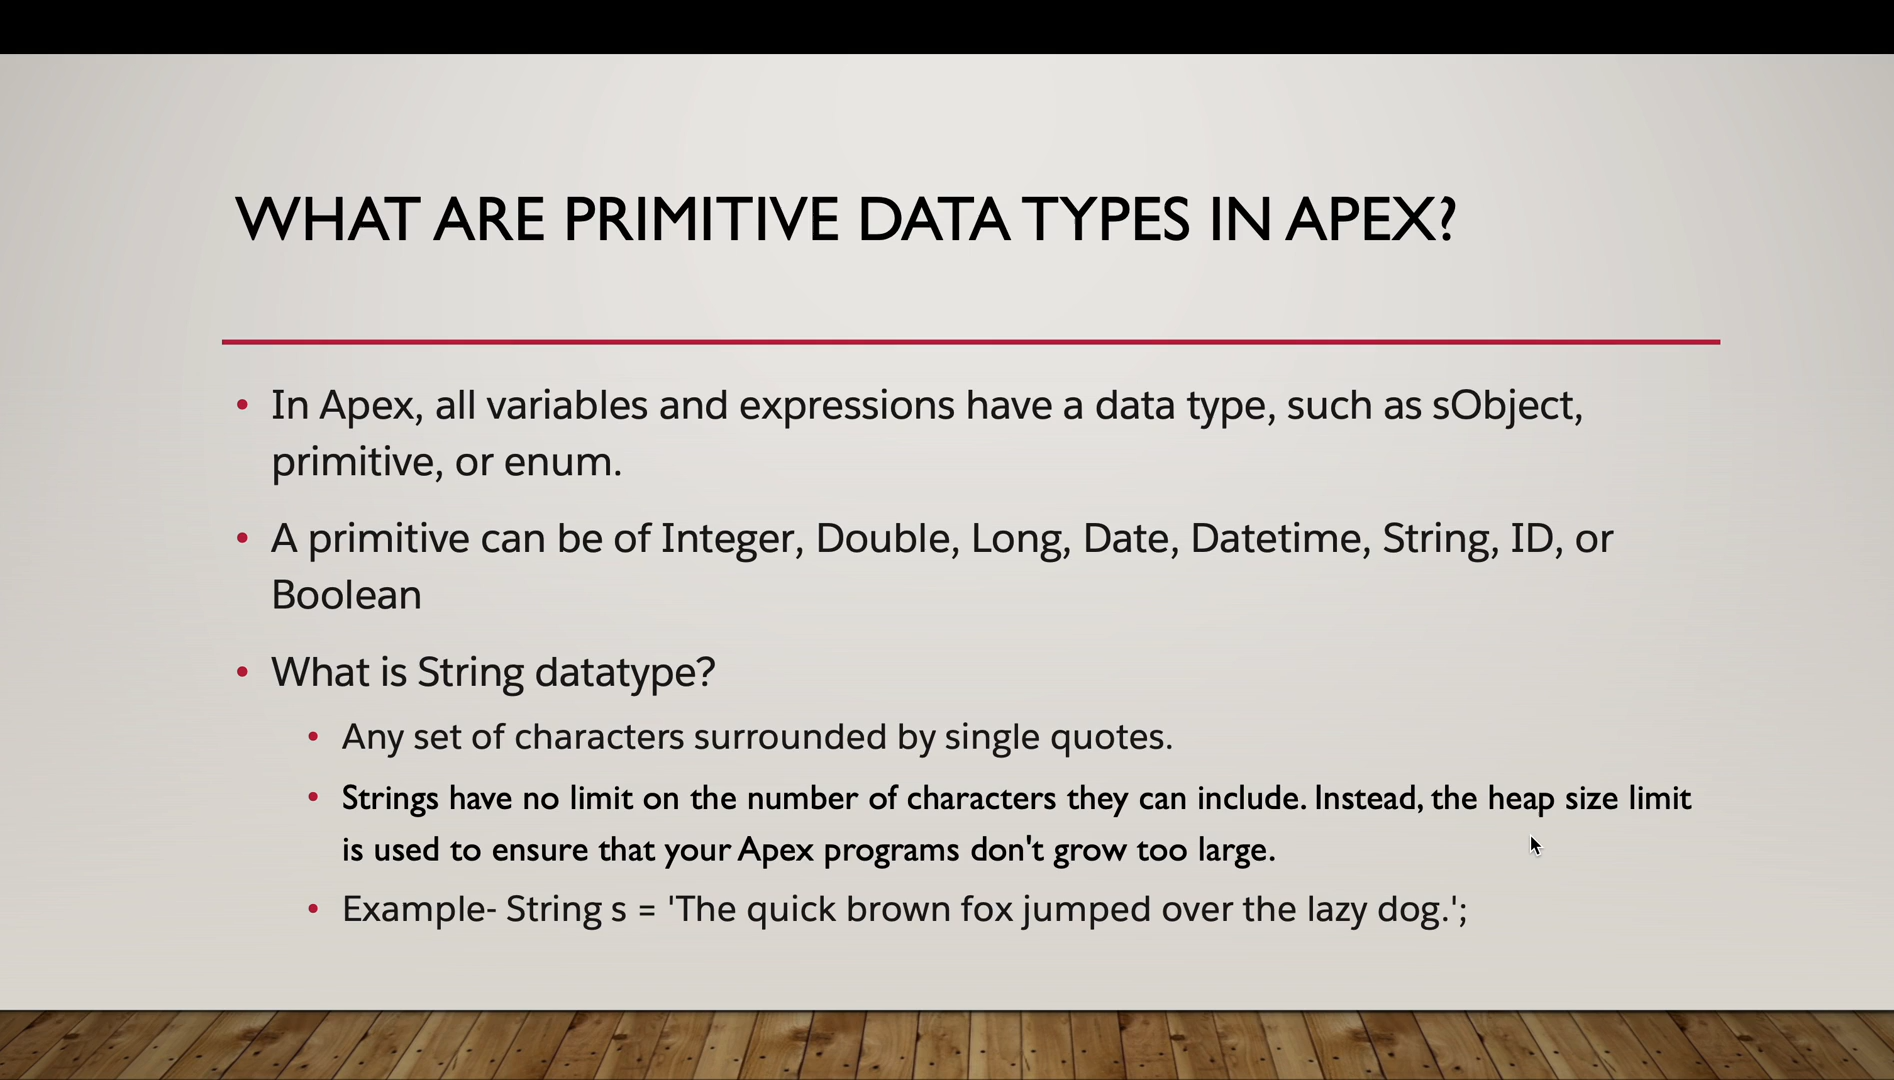 WHAT ARE PRIMITIVE DATA TYPES IN APEX?
• In Apex, all variables and expressions have a data type, such as sObject,
primitive, or enum.
• A primitive can be of Integer, Double, Long, Date, Datetime, String, ID, or
Boolean
• What is String datatype?
• Any set of characters surrounded by single quotes.
• Strings have no limit on the number of characters they can include. Instead, the heap size limit
is used to ensure that your Apex programs don't grow too large.
• Example- String s = 'The quick brown fox jumped over the lazy dog.';